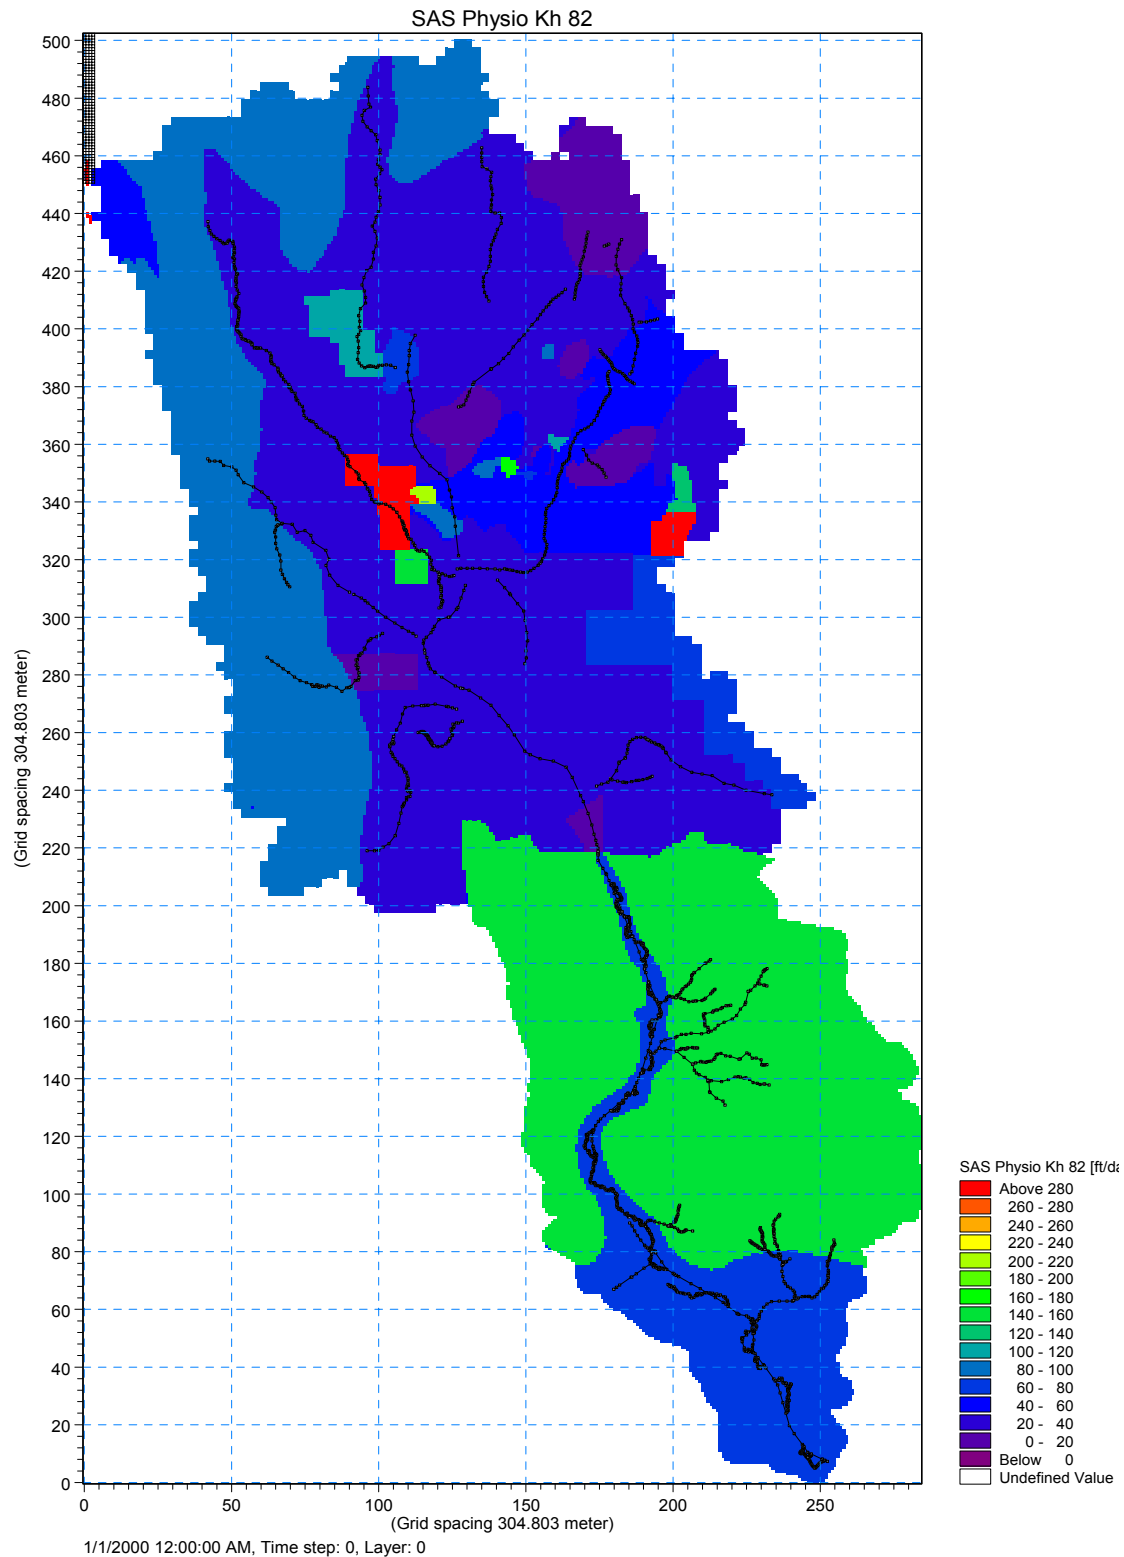 SAS Physio Kh 82
500
480
460
440
420
400
380
360
340
320
300
280
260
240
220
200
180
160
140
120
100
80
60
40
20
0
(Grid spacing 304.803 meter)
0 50 100 150 200 250
(Grid spacing 304.803 meter)
1/1/2000 12:00:00 AM, Time step: 0, Layer: 0
SAS Physio Kh 82 [ft/da
Above 280
260 - 280
240 - 260
220 - 240
200 - 220
180 - 200
160 - 180
140 - 160
120 - 140
100 - 120
80 - 100
60 - 80
40 - 60
20 - 40
0 - 20
Below 0
Undefined Value